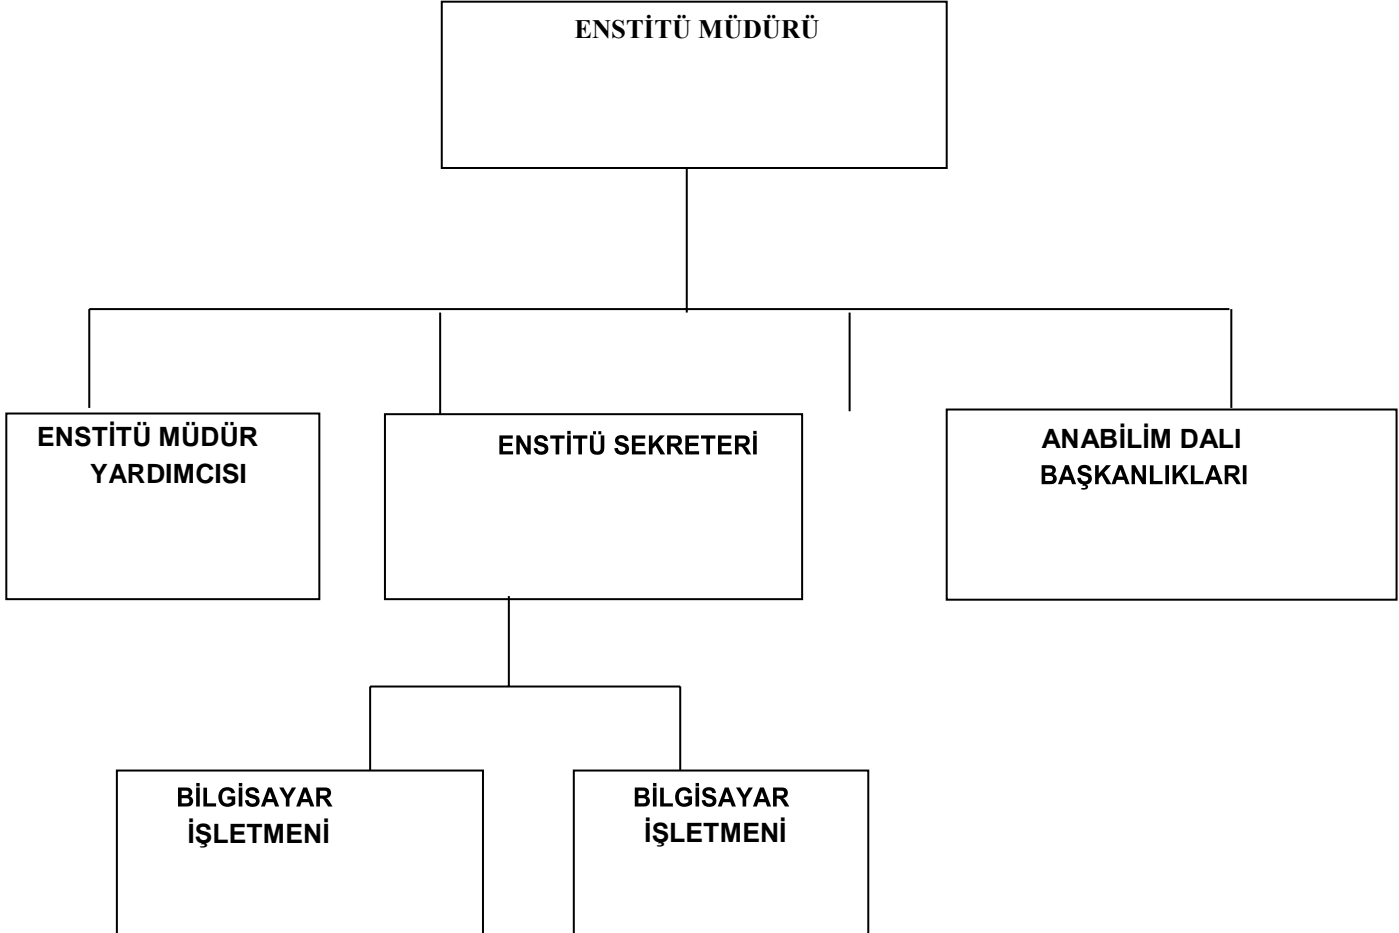 ENSTİTÜ MÜDÜRÜ
ENSTİTÜ MÜDÜR
YARDIMCISI
ENSTİTÜ SEKRETERİ
ANABİLİM DALI
BAŞKANLIKLARI
BİLGİSAYAR
İŞLETMENİ
BİLGİSAYAR
İŞLETMENİ